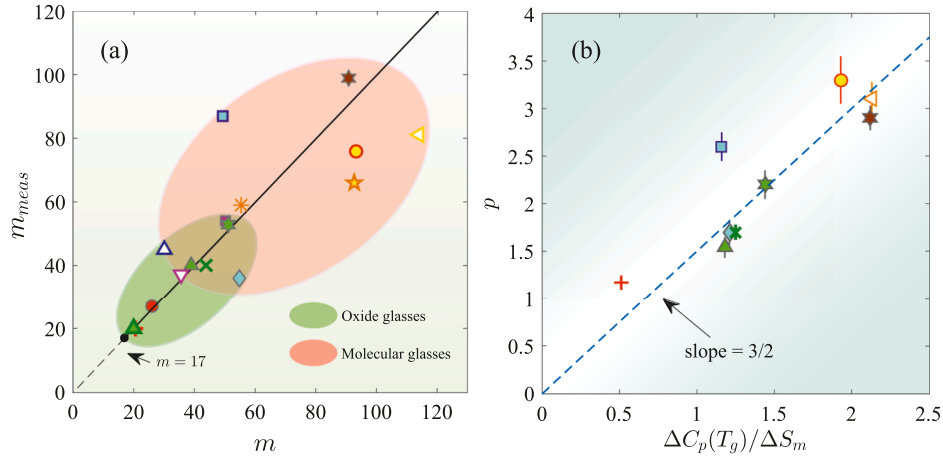 (a)
120
100
80
60
40
20
0
m_meas
0 20 40 60 80 100 120
m
Oxide glasses
Molecular glasses
m = 17
(b)
4
3.5
3
2.5
2
1.5
1
0.5
0
p
0 0.5 1 1.5 2 2.5
ΔC_p(T_g)/ΔS_m
slope = 3/2